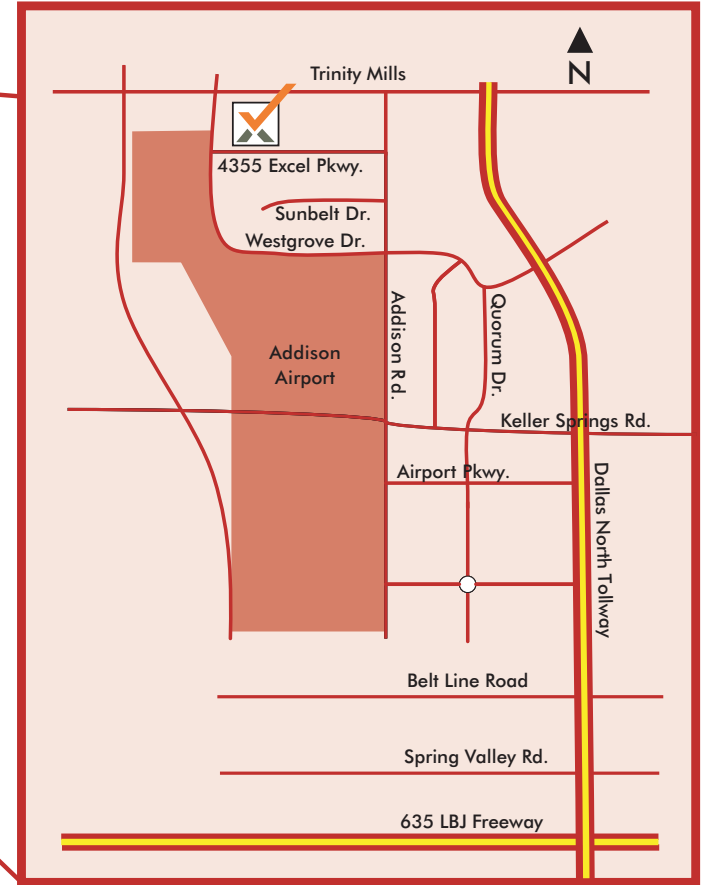 N
Trinity Mills
4355 Excel Pkwy.
Sunbelt Dr.
Westgrove Dr.
Addison Rd.
Quorum Dr.
Addison
Airport
Keller Springs Rd.
Airport Pkwy.
Dallas North Tollway
Belt Line Road
Spring Valley Rd.
635 LBJ Freeway